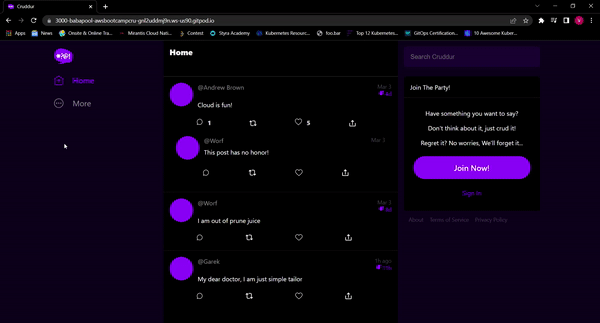 Cruddur
3000-babapool-awsbootcampcru-gnl2uddmj9n.ws-us90.gitpod.io
Apps
News
Onsite & Online Tra...
Mirantis Cloud Nativ...
Contest
Styra Academy
Kubernetes Resourc...
foo.bar
Top 12 Kubernetes...
GitOps Certification...
10 Awesome Kuber...
Home
More
Home
@Andrew Brown
Cloud is fun!
1
5
@Worf
Mar 3
This post has no honor!
@Worf
I am out of prune juice
@Garek
1h ago
My dear doctor, I am just simple tailor
Search Cruddur
Join The Party!
Have something you want to say?
Don't think about it, just crud it!
Regret it? No worries, We'll forget it...
Join Now!
Sign In
About
Terms of Service
Privacy Policy